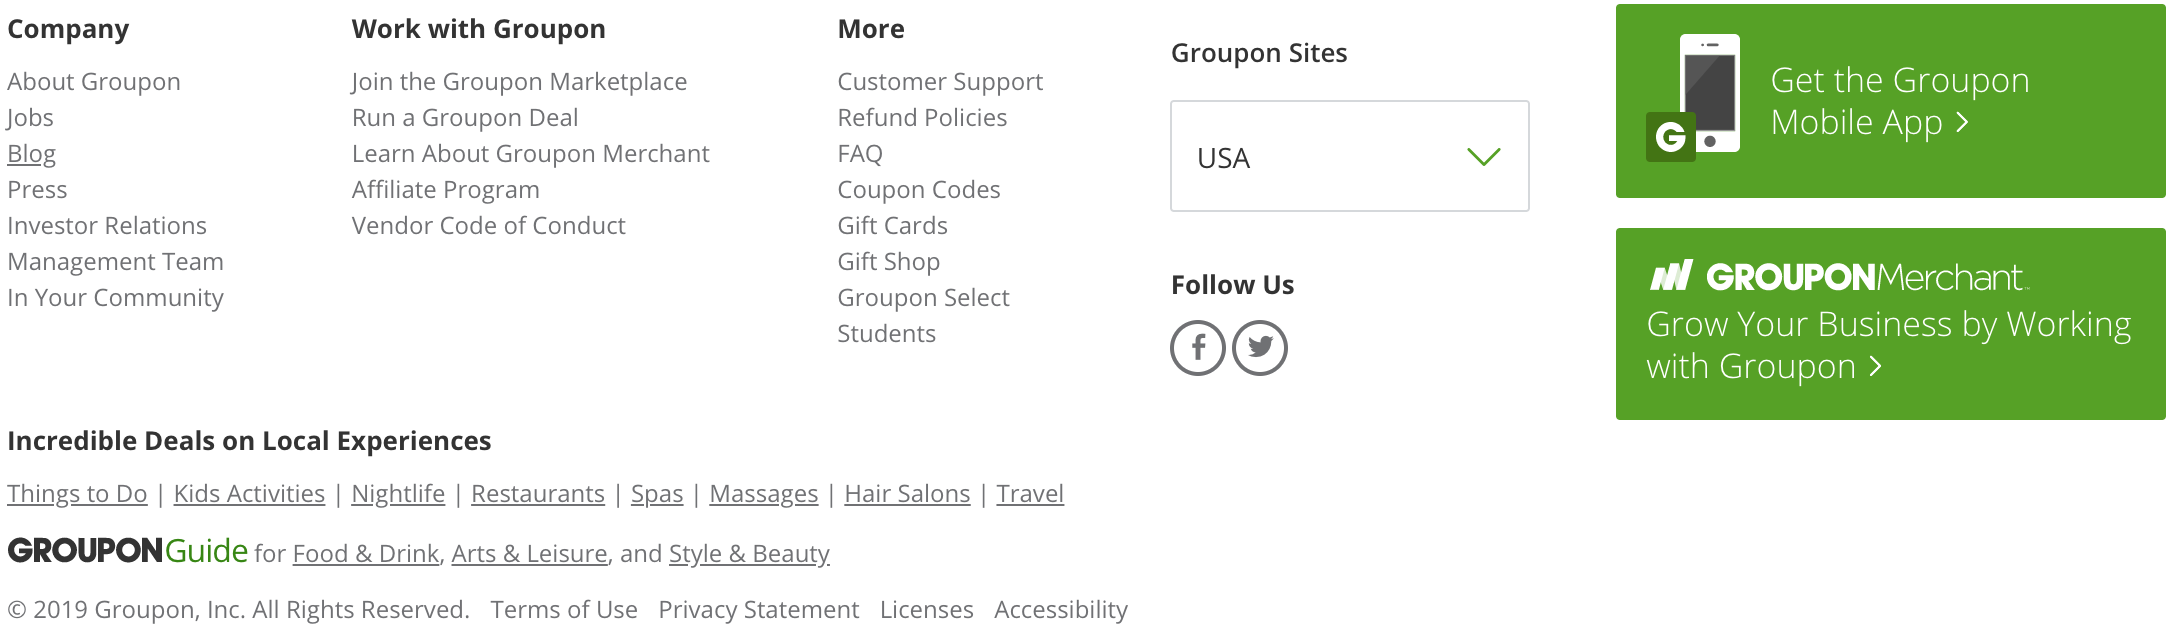 Company
About Groupon
Jobs
Blog
Press
Investor Relations
Management Team
In Your Community
Work with Groupon
Join the Groupon Marketplace
Run a Groupon Deal
Learn About Groupon Merchant
Affiliate Program
Vendor Code of Conduct
More
Customer Support
Refund Policies
FAQ
Coupon Codes
Gift Cards
Gift Shop
Groupon Select
Students
Groupon Sites
USA
Follow Us
f
G
Get the Groupon
Mobile App >
GROUPONMerchant™
Grow Your Business by Working
with Groupon >
Incredible Deals on Local Experiences
Things to Do | Kids Activities | Nightlife | Restaurants | Spas | Massages | Hair Salons | Travel
GROUPONGuide for Food & Drink, Arts & Leisure, and Style & Beauty
© 2019 Groupon, Inc. All Rights Reserved. Terms of Use Privacy Statement Licenses Accessibility